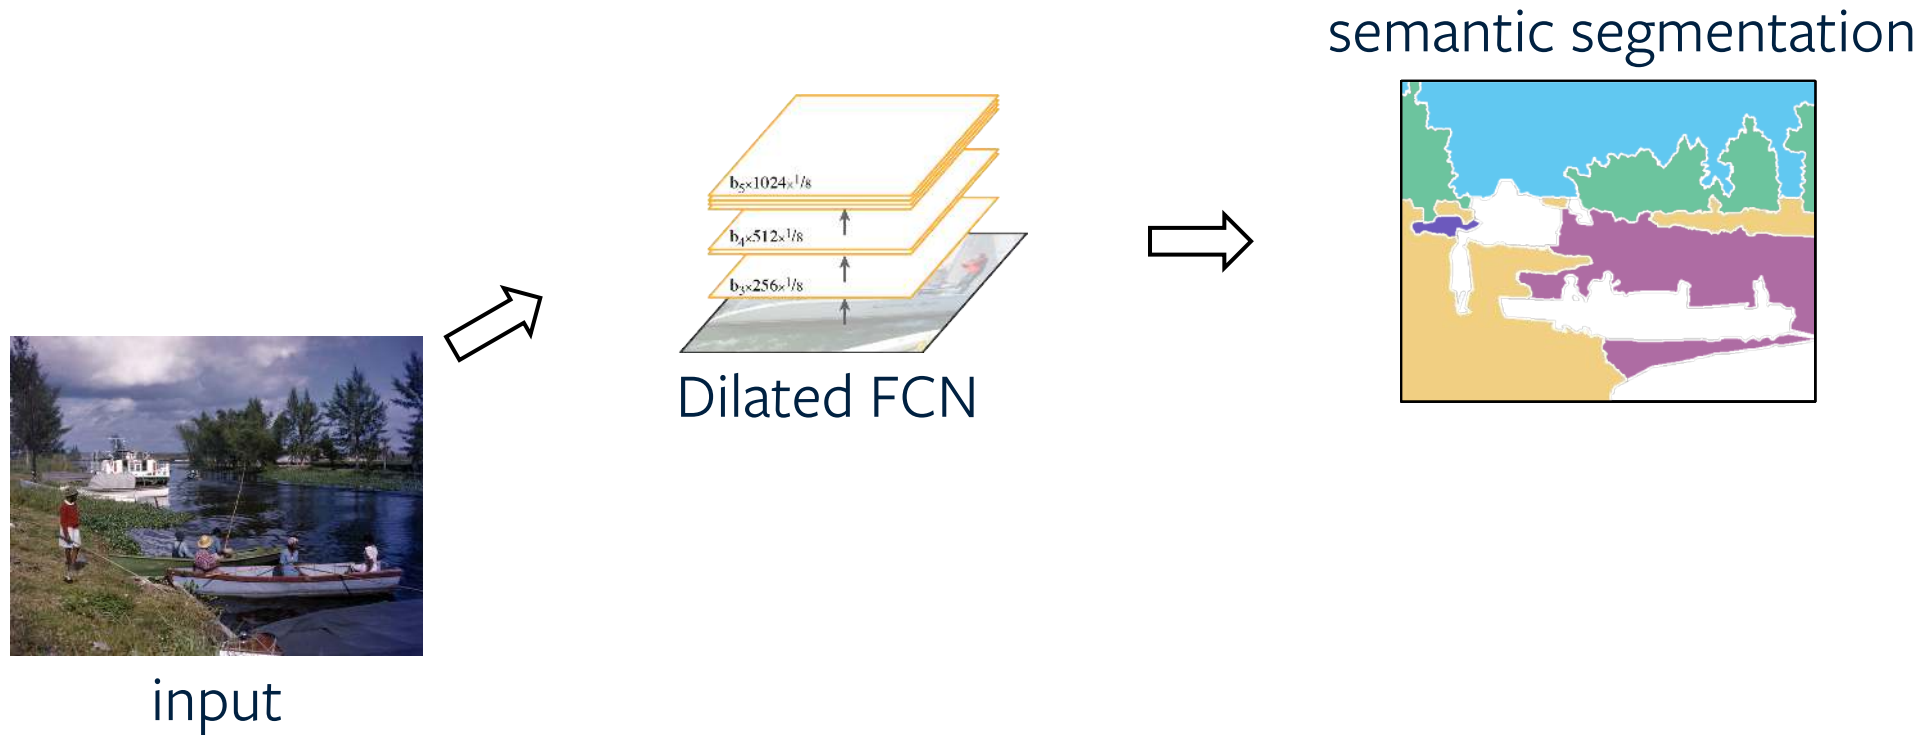 semantic segmentation
b₅×1024×¹/8
b₄×512×¹/8
b₃×256×¹/8
Dilated FCN
input